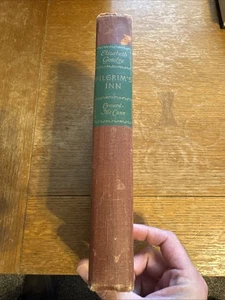 Elizabeth
Goudge
PILGRIM'S
INN
Coward-
McCann